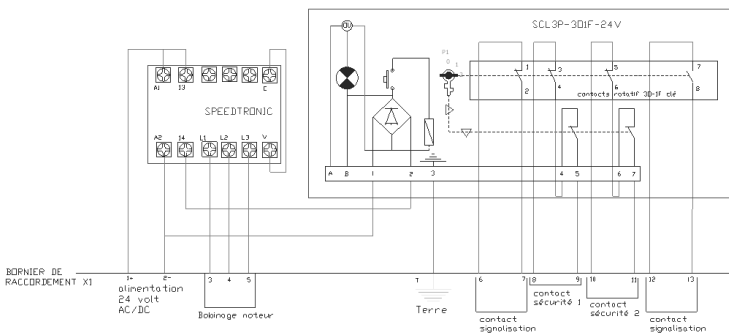 SCL3P-3D1F-24V
OU
P1
0
1
1
3
5
7
2
4
6
8
contacts rotatif 3D-1F clé
A1
13
C
SPEEDTRONIC
A2
14
L1
L2
L3
V
A
B
1
2
3
4
5
6
7
BORNIER DE
RACCORDEMENT X1
1+
2-
3
4
5
T
6
7
8
9
10
11
12
13
alimentation
24 volt
AC/DC
Bobinage moteur
Terre
contact
signalisation
contact
sécurité 1
contact
sécurité 2
contact
signalisation